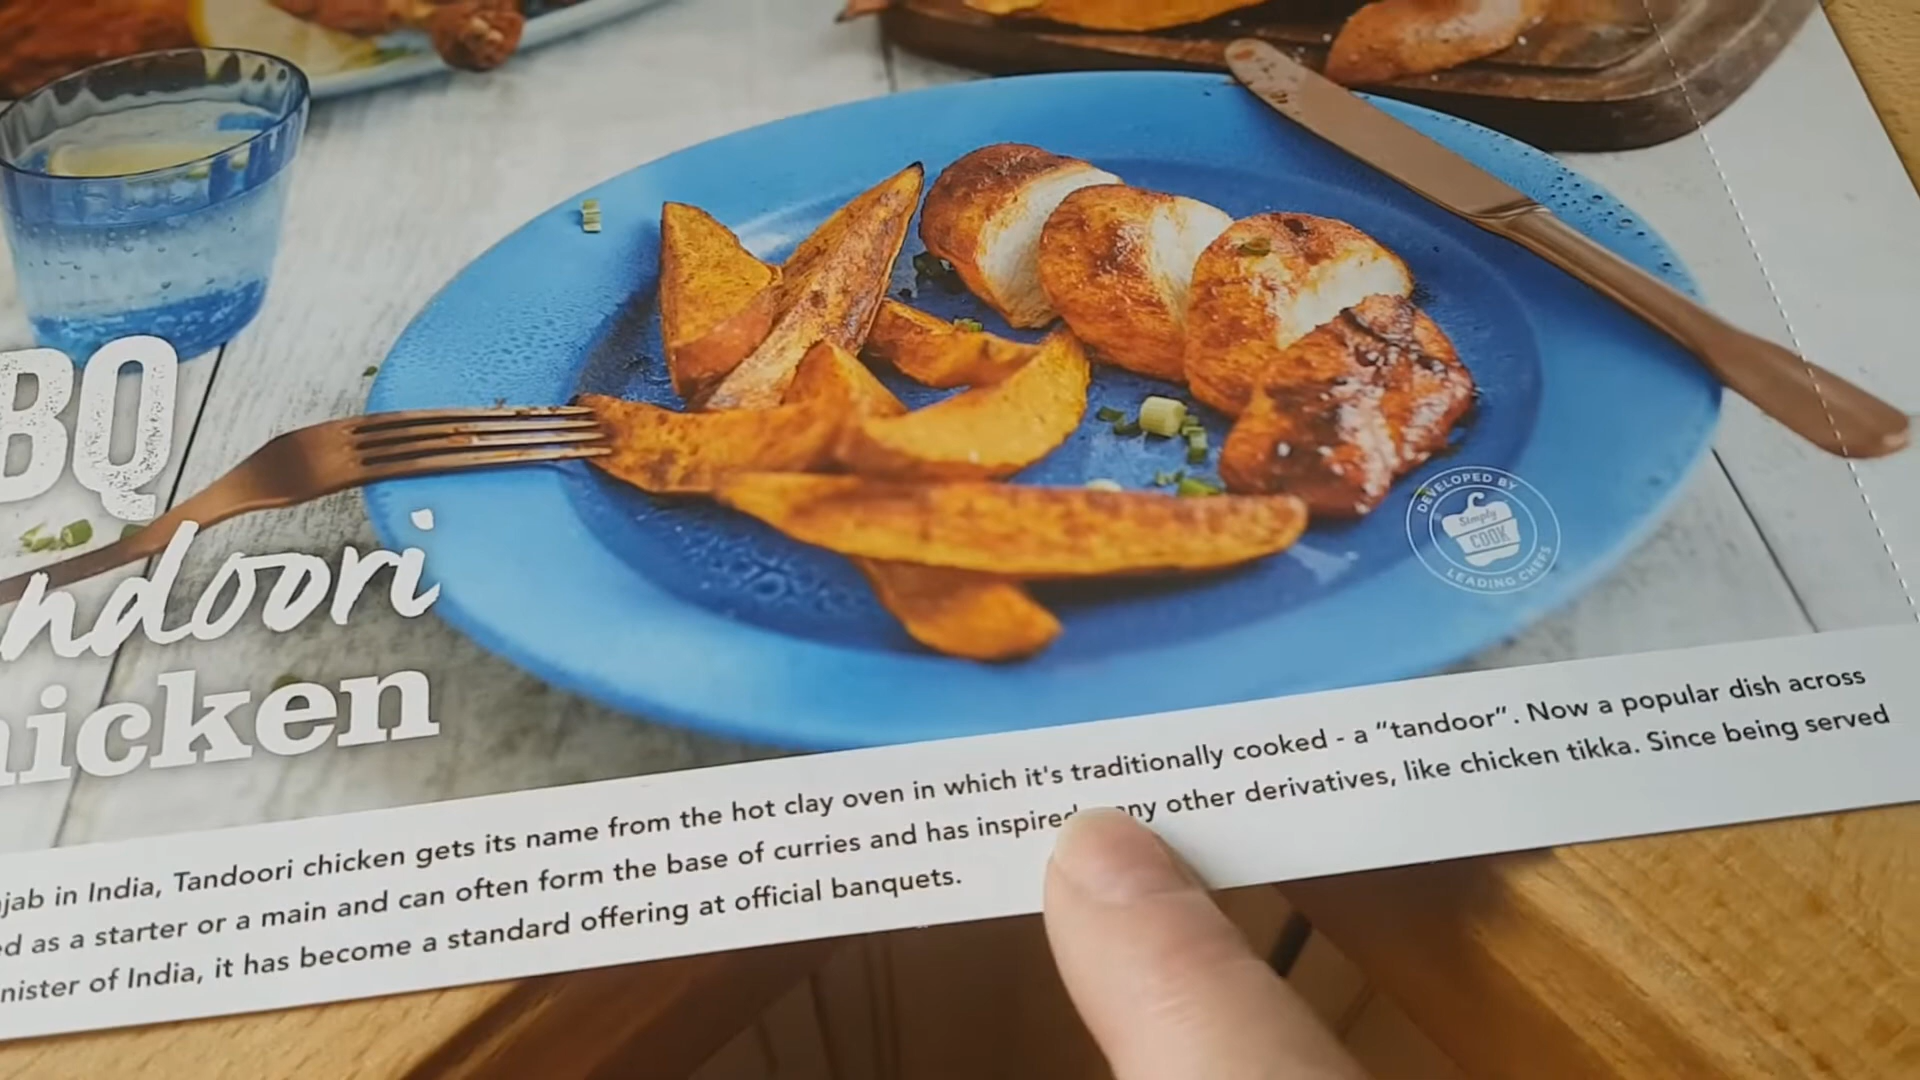 BQ
ndoori
icken
DEVELOPED BY
Simply
COOK
LEADING CHEFS
jab in India, Tandoori chicken gets its name from the hot clay oven in which it's traditionally cooked - a "tandoor". Now a popular dish across
d as a starter or a main and can often form the base of curries and has inspired other derivatives, like chicken tikka. Since being served
nister of India, it has become a standard offering at official banquets.